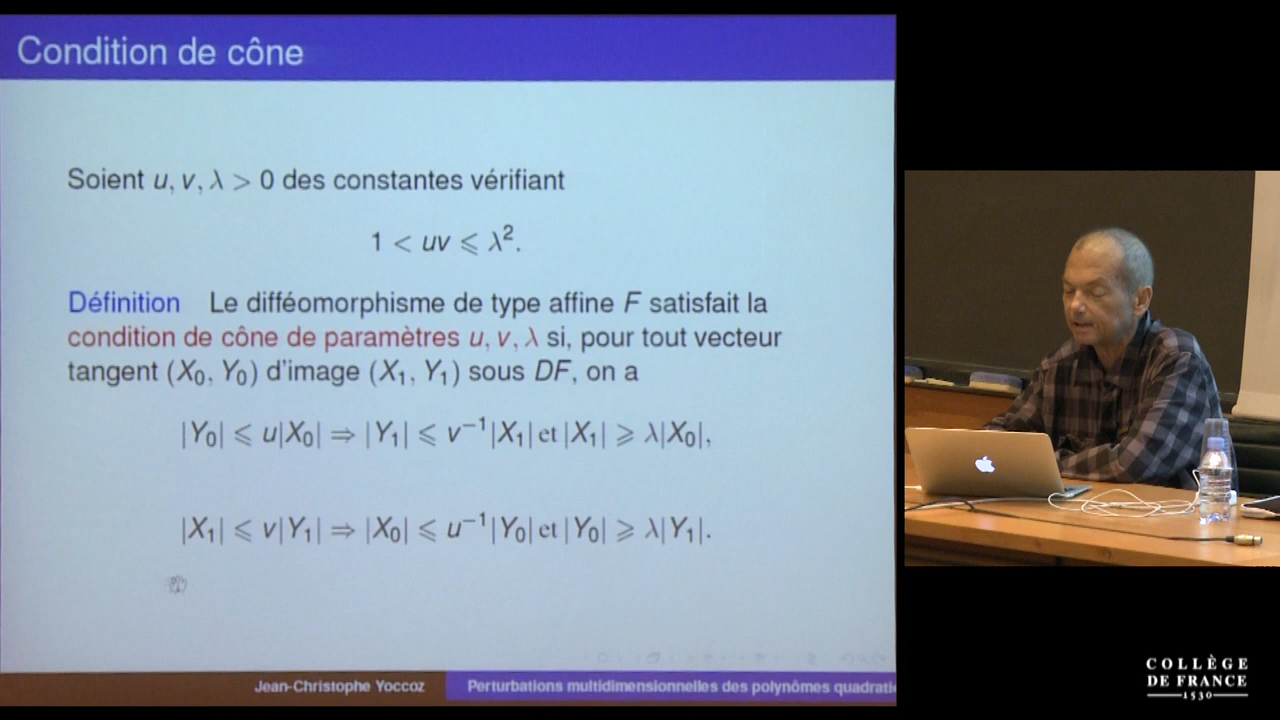 Condition de cône
Soient u, v, λ > 0 des constantes vérifiant
1 < uv ⩽ λ².
Définition Le difféomorphisme de type affine F satisfait la
condition de cône de paramètres u, v, λ si, pour tout vecteur
tangent (X₀, Y₀) d'image (X₁, Y₁) sous DF, on a
|Y₀| ⩽ u|X₀| ⇒ |Y₁| ⩽ v⁻¹|X₁| et |X₁| ⩾ λ|X₀|,
|X₁| ⩽ v|Y₁| ⇒ |X₀| ⩽ u⁻¹|Y₀| et |Y₀| ⩾ λ|Y₁|.
Jean-Christophe Yoccoz Perturbations multidimensionnelles des polynômes quadrati
COLLÈGE
DE FRANCE
1530